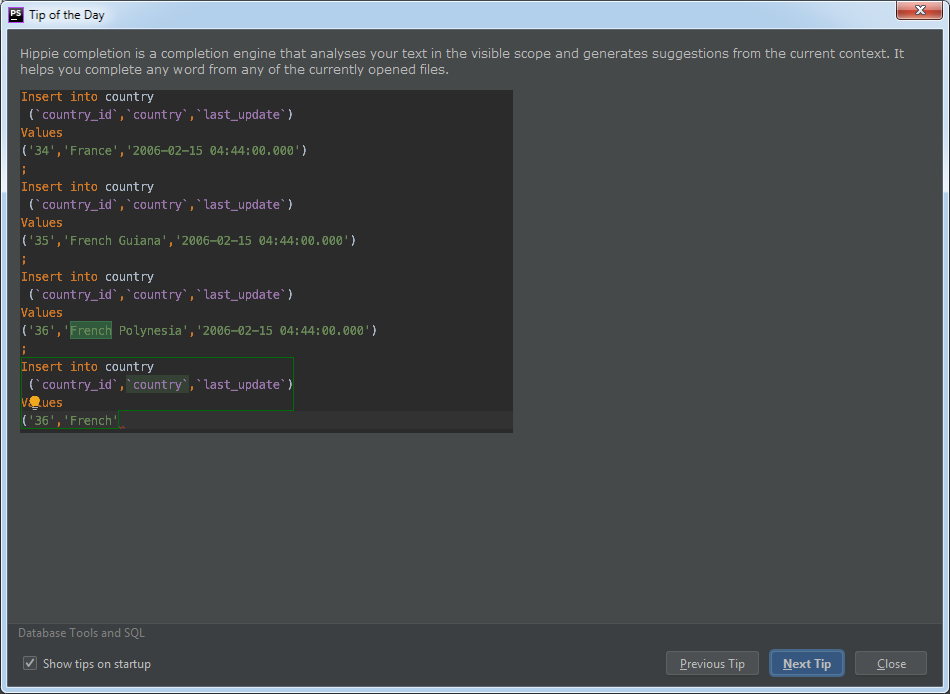 PS
Tip of the Day
Hippie completion is a completion engine that analyses your text in the visible scope and generates suggestions from the current context. It
helps you complete any word from any of the currently opened files.
Insert into country
(`country_id`,`country`,`last_update`)
Values
('34','France','2006-02-15 04:44:00.000')
;
Insert into country
(`country_id`,`country`,`last_update`)
Values
('35','French Guiana','2006-02-15 04:44:00.000')
;
Insert into country
(`country_id`,`country`,`last_update`)
Values
('36','French Polynesia','2006-02-15 04:44:00.000')
;
Insert into country
(`country_id`,`country`,`last_update`)
Values
('36','French'
Database Tools and SQL
Show tips on startup
Previous Tip
Next Tip
Close